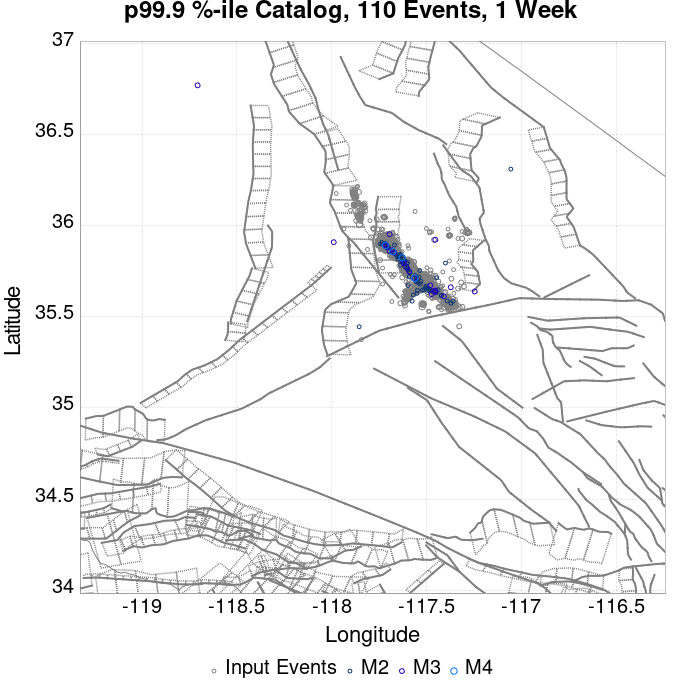 p99.9 %-ile Catalog, 110 Events, 1 Week
37
36.5
36
35.5
35
34.5
34
Latitude
-119
-118.5
-118
-117.5
-117
-116.5
Longitude
Input Events
M2
M3
M4